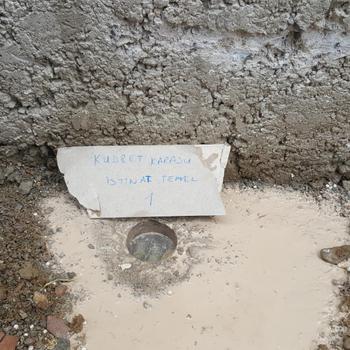 KUDRET KARASU
İSTİNAT TEMEL
1